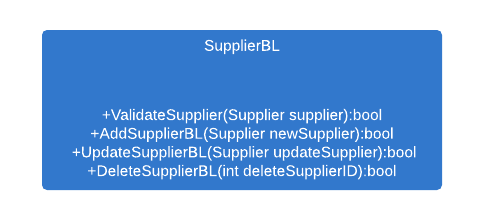 SupplierBL
+ValidateSupplier(Supplier supplier):bool
+AddSupplierBL(Supplier newSupplier):bool
+UpdateSupplierBL(Supplier updateSupplier):bool
+DeleteSupplierBL(int deleteSupplierID):bool